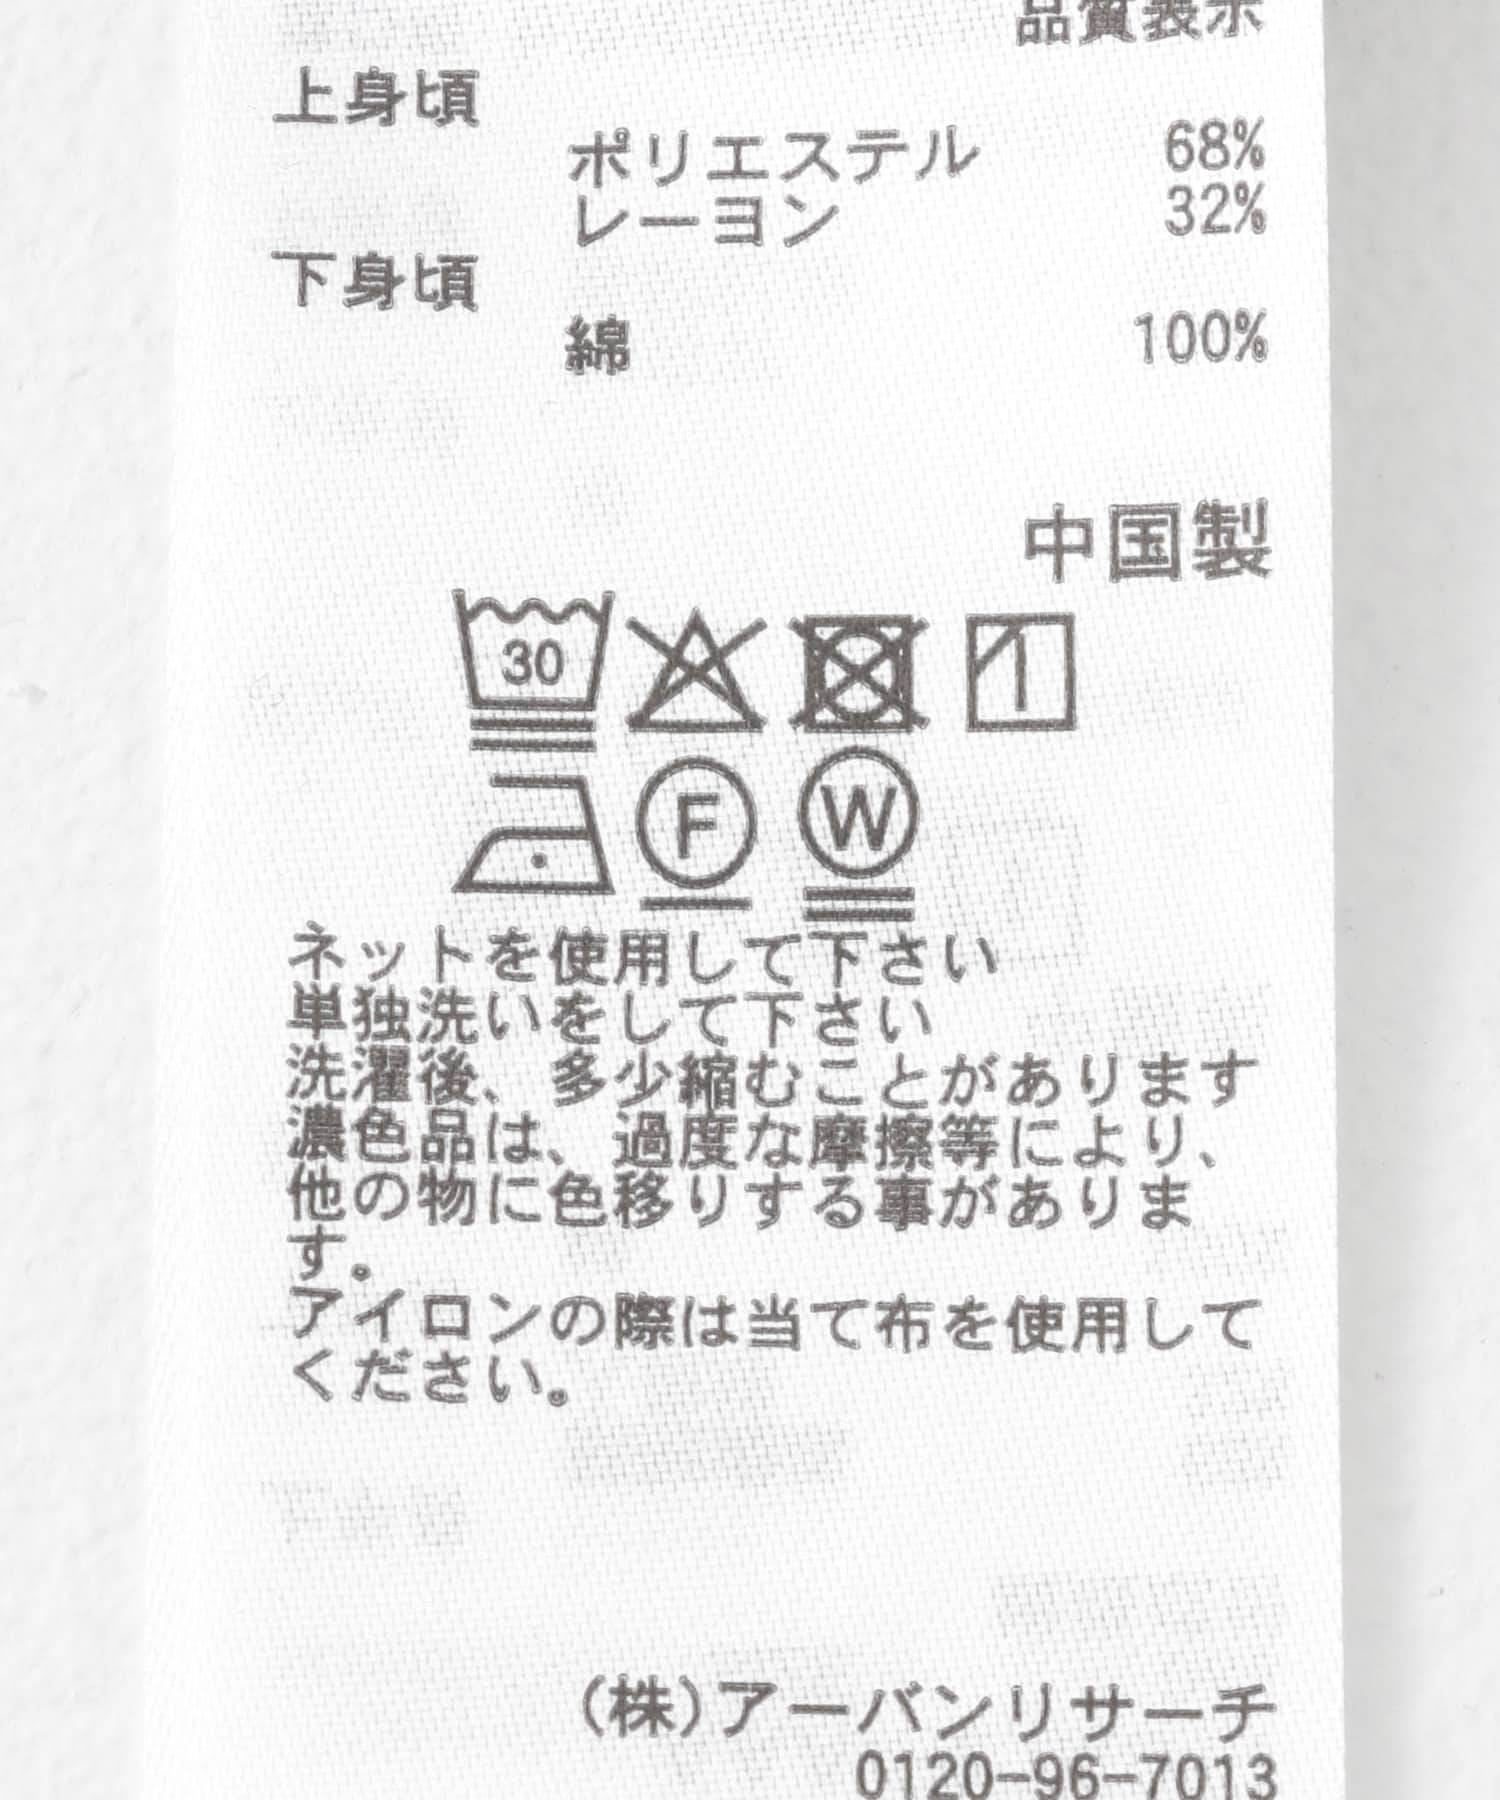 品質表示
上身頃
ポリエステル 68%
レーヨン 32%
下身頃
綿 100%
中国製
30
F W
ネットを使用して下さい
単独洗いをして下さい
洗濯後、多少縮むことがあります
濃色品は、過度な摩擦等により、
他の物に色移りする事がありま
す。
アイロンの際は当て布を使用して
ください。
(株)アーバンリサーチ
0120-96-7013